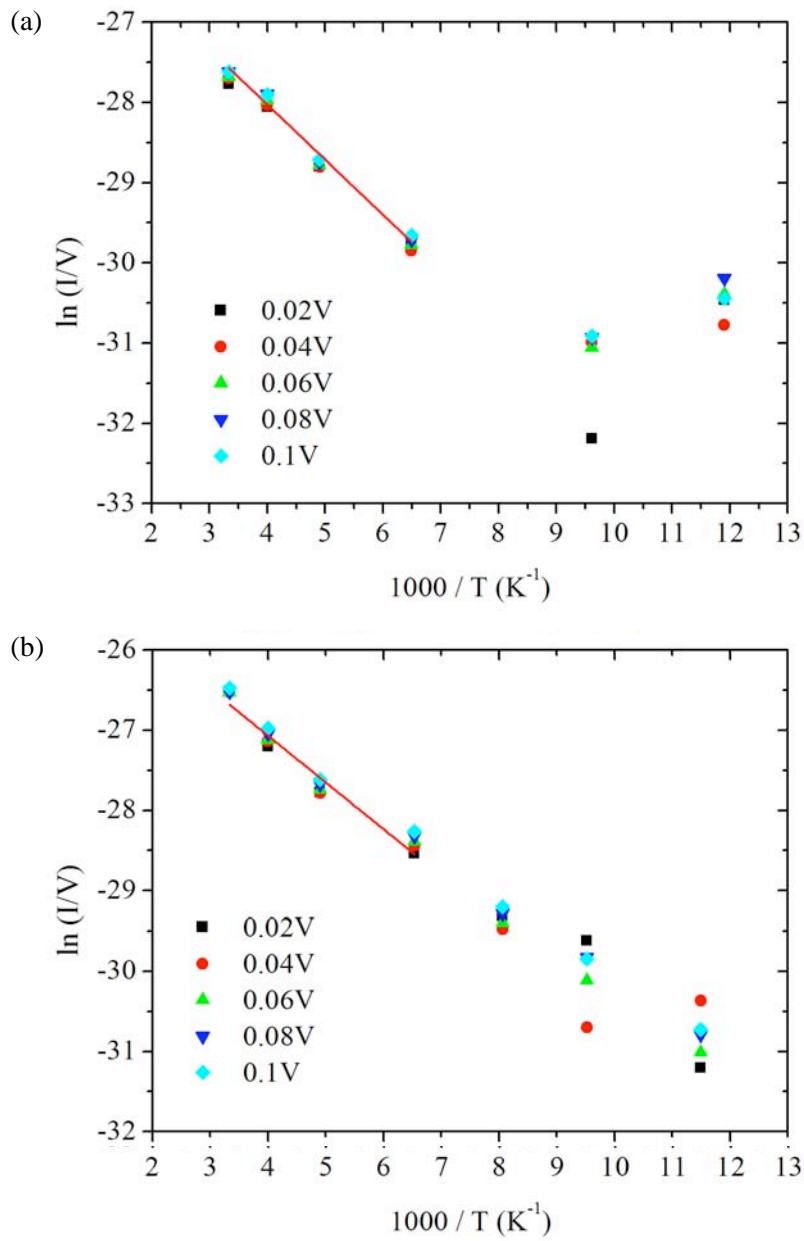 (a)
-27
-28
-29
-30
-31
-32
-33
ln (I/V)
0.02V
0.04V
0.06V
0.08V
0.1V
2 3 4 5 6 7 8 9 10 11 12 13
1000 / T (K⁻¹)
(b)
-26
-27
-28
-29
-30
-31
-32
ln (I/V)
0.02V
0.04V
0.06V
0.08V
0.1V
2 3 4 5 6 7 8 9 10 11 12 13
1000 / T (K⁻¹)